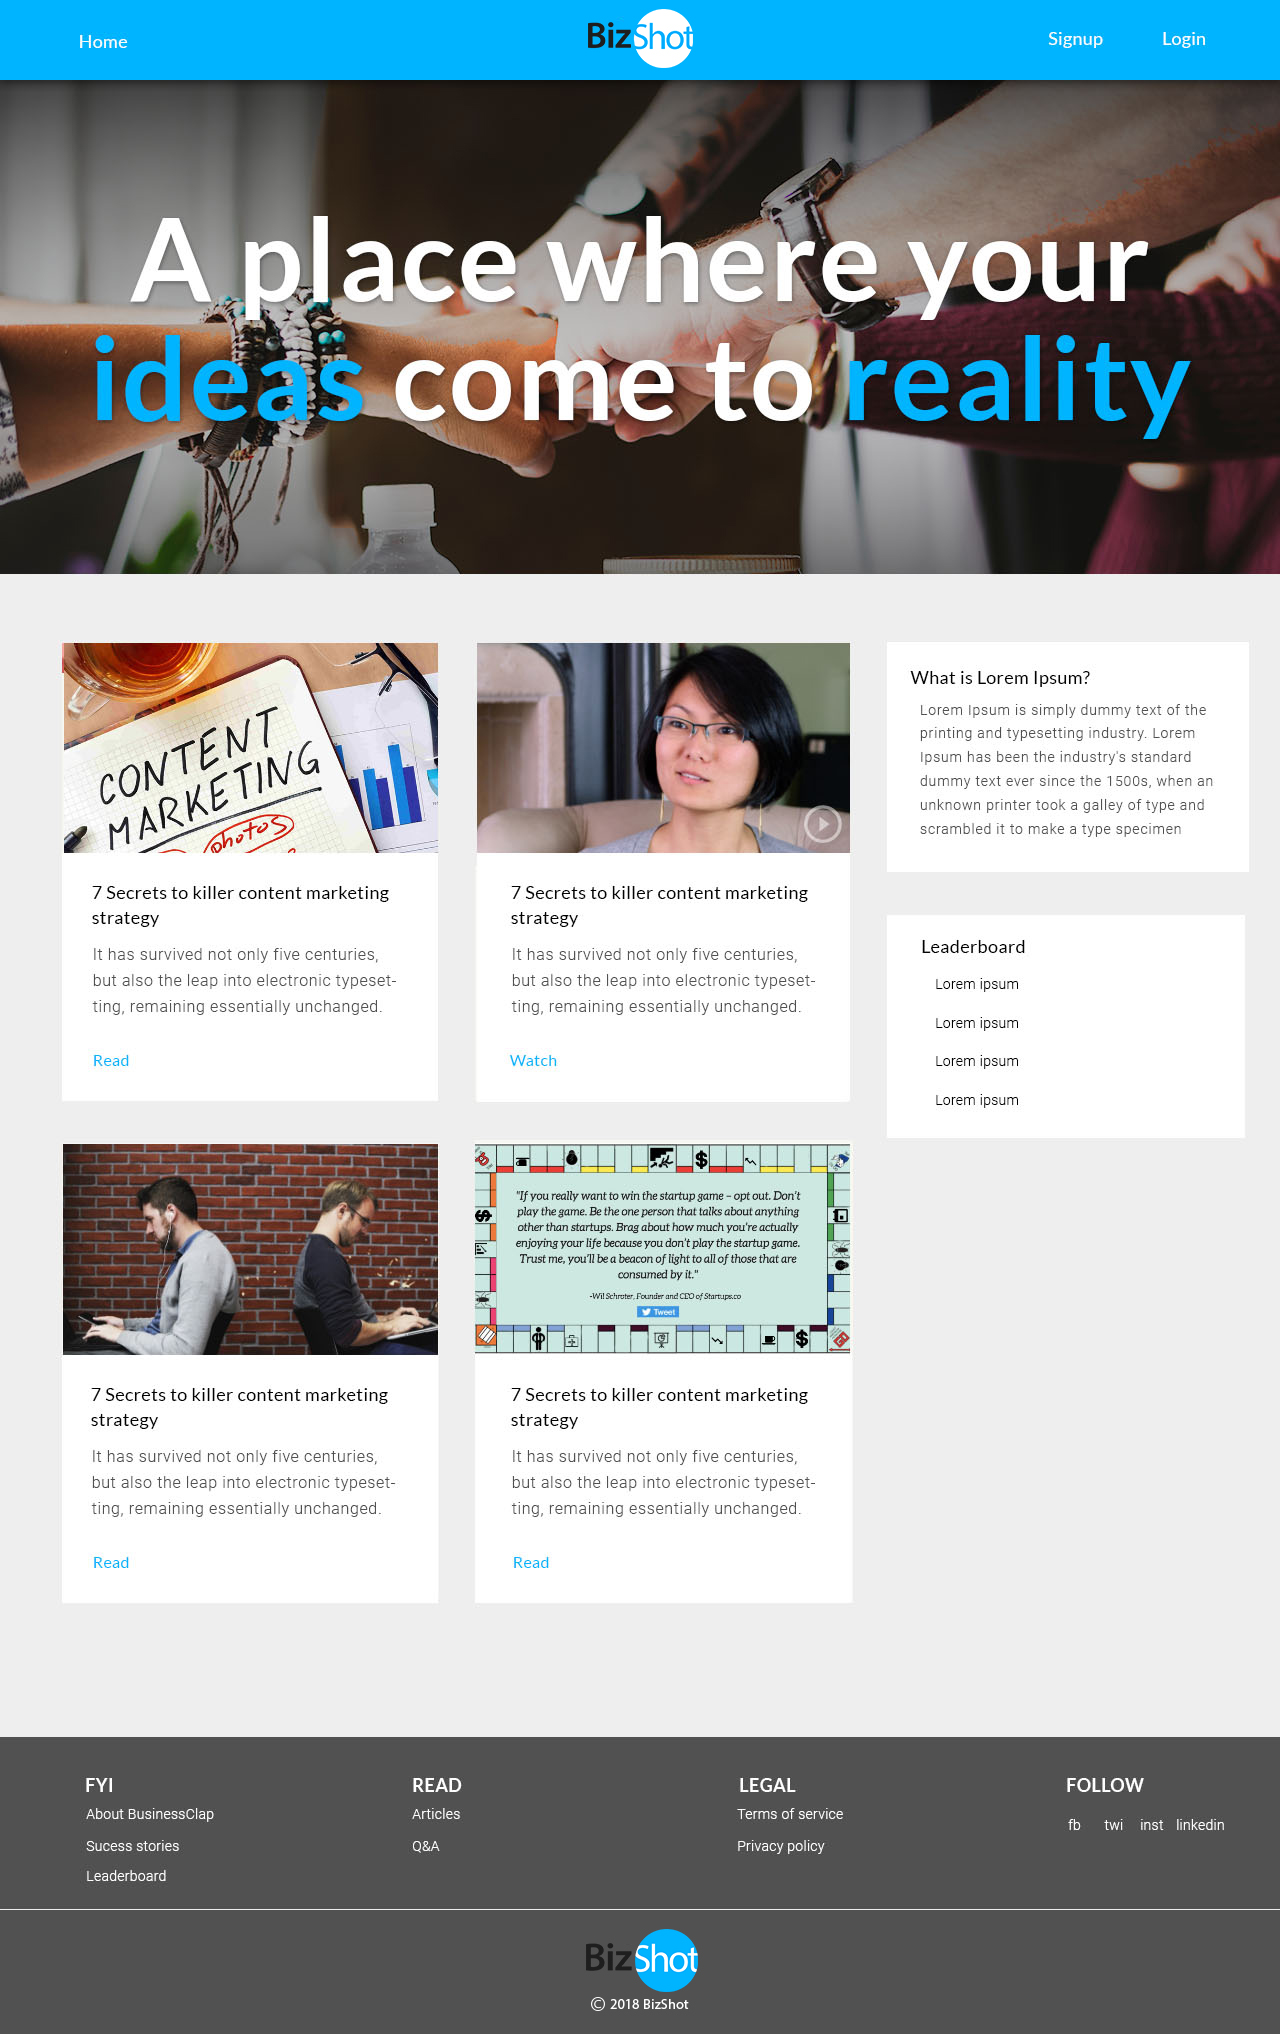 Home
BizShot
Signup
Login
A place where your
ideas come to reality
CONTENT
MARKETING
photos
7 Secrets to killer content marketing
strategy
It has survived not only five centuries,
but also the leap into electronic typeset-
ting, remaining essentially unchanged.
Read
7 Secrets to killer content marketing
strategy
It has survived not only five centuries,
but also the leap into electronic typeset-
ting, remaining essentially unchanged.
Watch
What is Lorem Ipsum?
Lorem Ipsum is simply dummy text of the
printing and typesetting industry. Lorem
Ipsum has been the industry's standard
dummy text ever since the 1500s, when an
unknown printer took a galley of type and
scrambled it to make a type specimen
Leaderboard
Lorem ipsum
Lorem ipsum
Lorem ipsum
Lorem ipsum
7 Secrets to killer content marketing
strategy
It has survived not only five centuries,
but also the leap into electronic typeset-
ting, remaining essentially unchanged.
Read
"If you really want to win the startup game – opt out. Don't
play the game. Be the one person that talks about anything
other than startups. Brag about how much you're actually
enjoying your life because you don't play the startup game.
Trust me, you'll be a beacon of light to all of those that are
consumed by it."
-Wil Schroter, Founder and CEO of Startups.co
Tweet
7 Secrets to killer content marketing
strategy
It has survived not only five centuries,
but also the leap into electronic typeset-
ting, remaining essentially unchanged.
Read
FYI
About BusinessClap
Sucess stories
Leaderboard
READ
Articles
Q&A
LEGAL
Terms of service
Privacy policy
FOLLOW
fb twi inst linkedin
BizShot
© 2018 BizShot